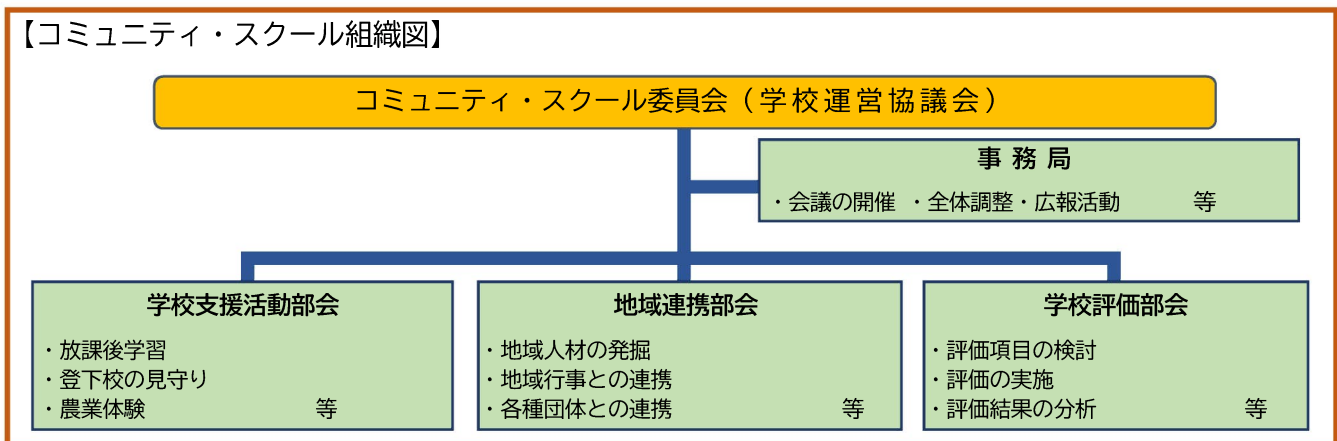 【コミュニティ・スクール組織図】
コミュニティ・スクール委員会（学校運営協議会）
事務局
・会議の開催 ・全体調整・広報活動 等
学校支援活動部会
・放課後学習
・登下校の見守り
・農業体験 等
地域連携部会
・地域人材の発掘
・地域行事との連携
・各種団体との連携 等
学校評価部会
・評価項目の検討
・評価の実施
・評価結果の分析 等